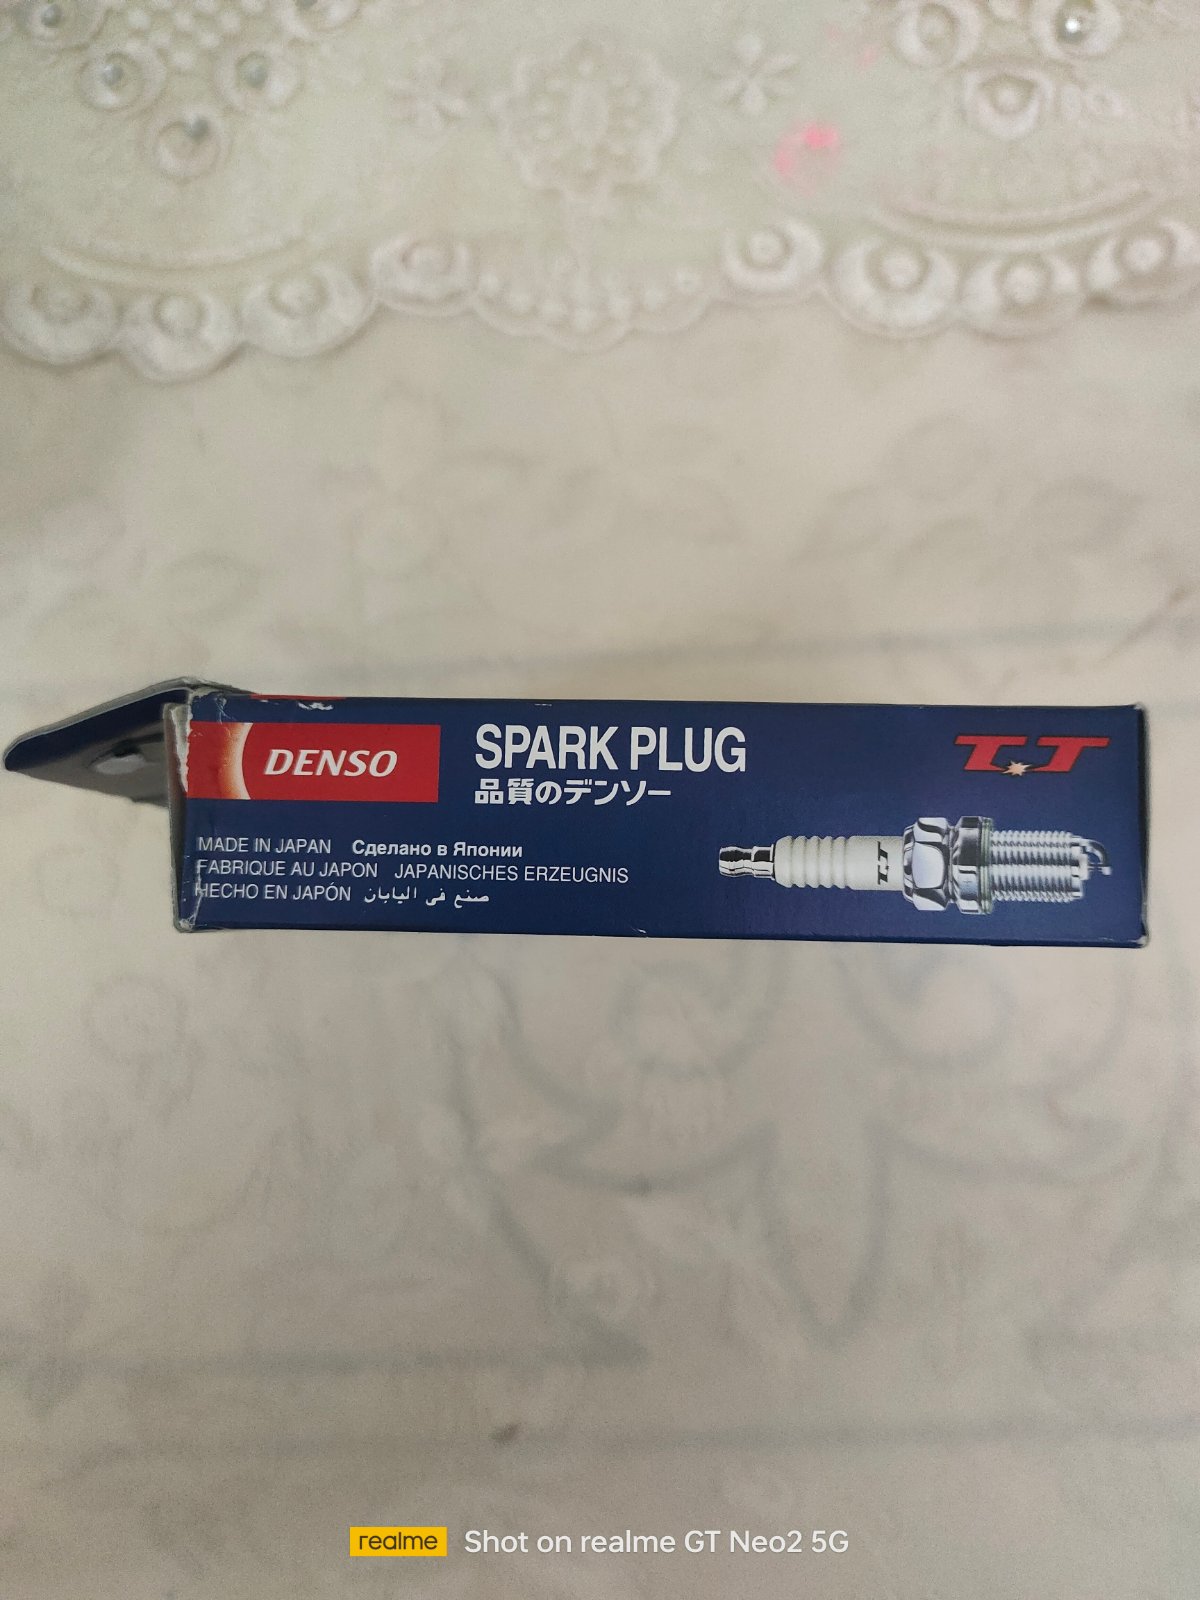 DENSO
SPARK PLUG
品質のデンソー
T.T
MADE IN JAPAN Сделано в Японии
FABRIQUE AU JAPON JAPANISCHES ERZEUGNIS
HECHO EN JAPÓN صنع في اليابان
T.T
realme Shot on realme GT Neo2 5G